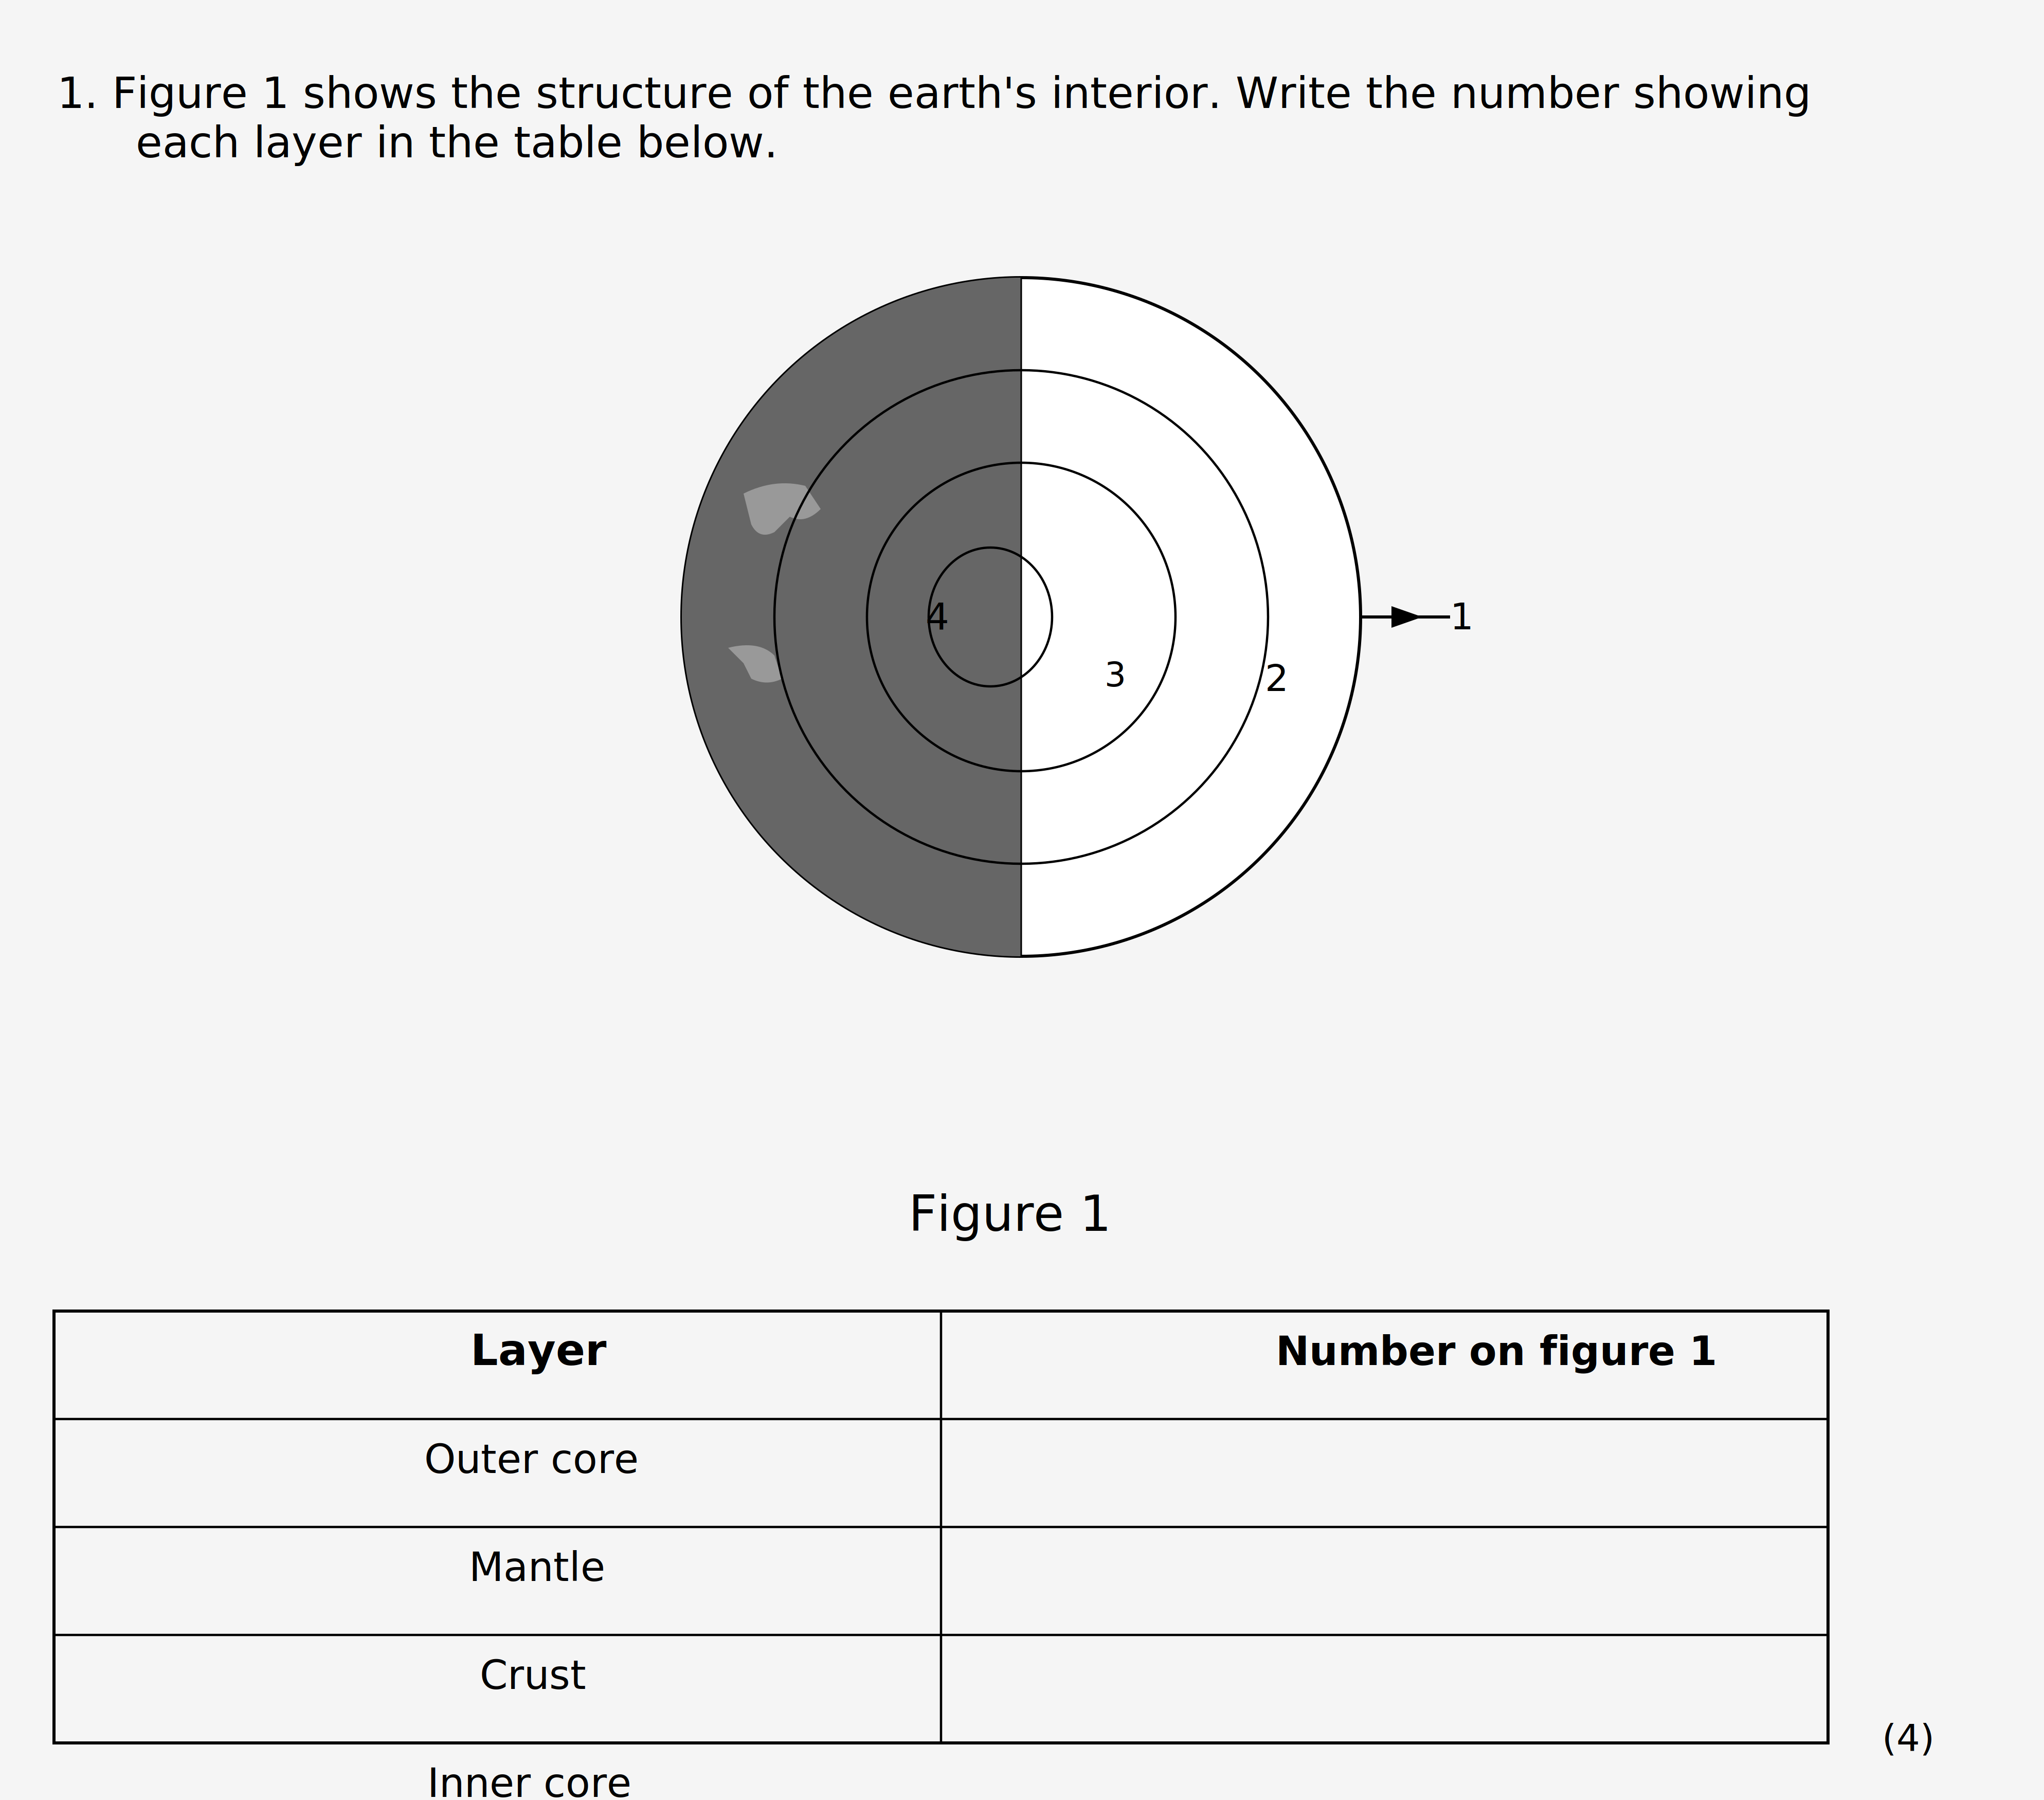 1. Figure 1 shows the structure of the earth's interior. Write the number showing
each layer in the table below.
4
1
3
2
Figure 1
Layer
Number on figure 1
Outer core
Mantle
Crust
(4)
Inner core